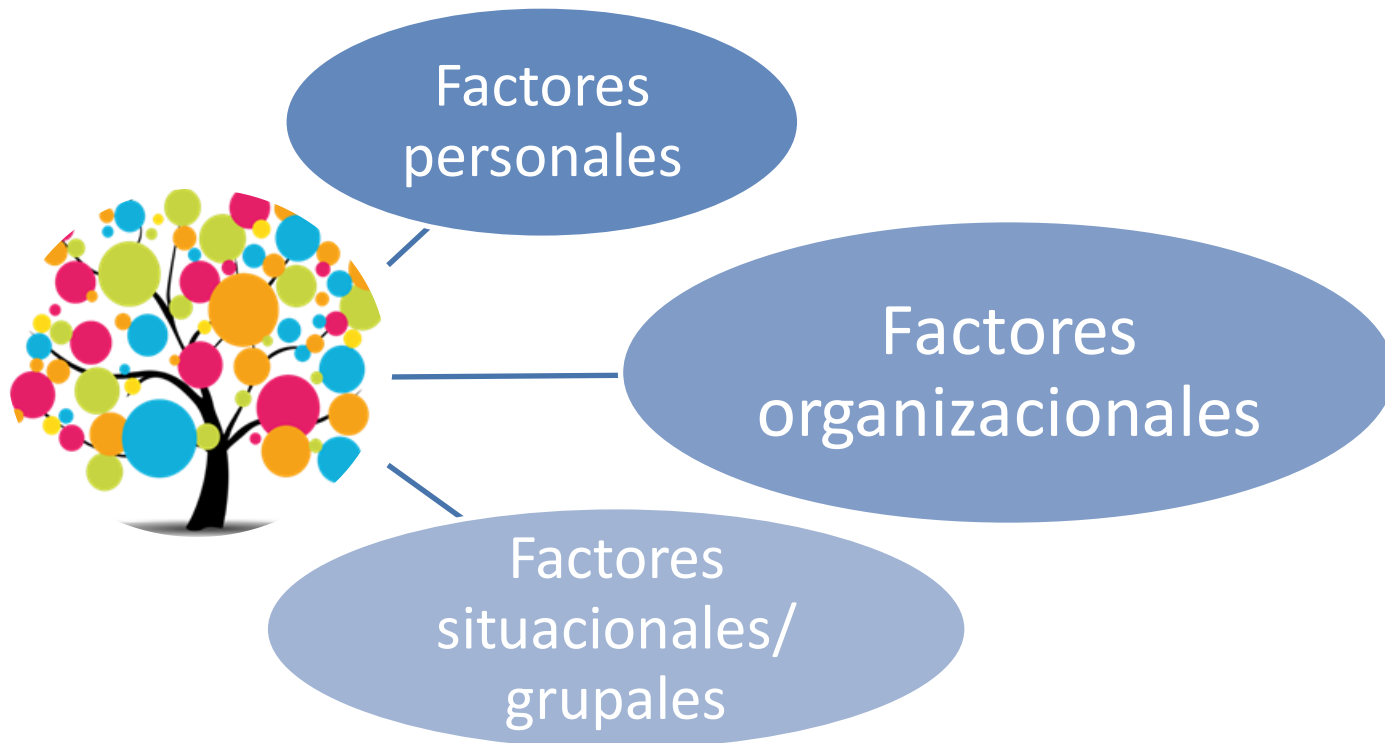 Factores
personales
Factores
organizacionales
Factores
situacionales/
grupales